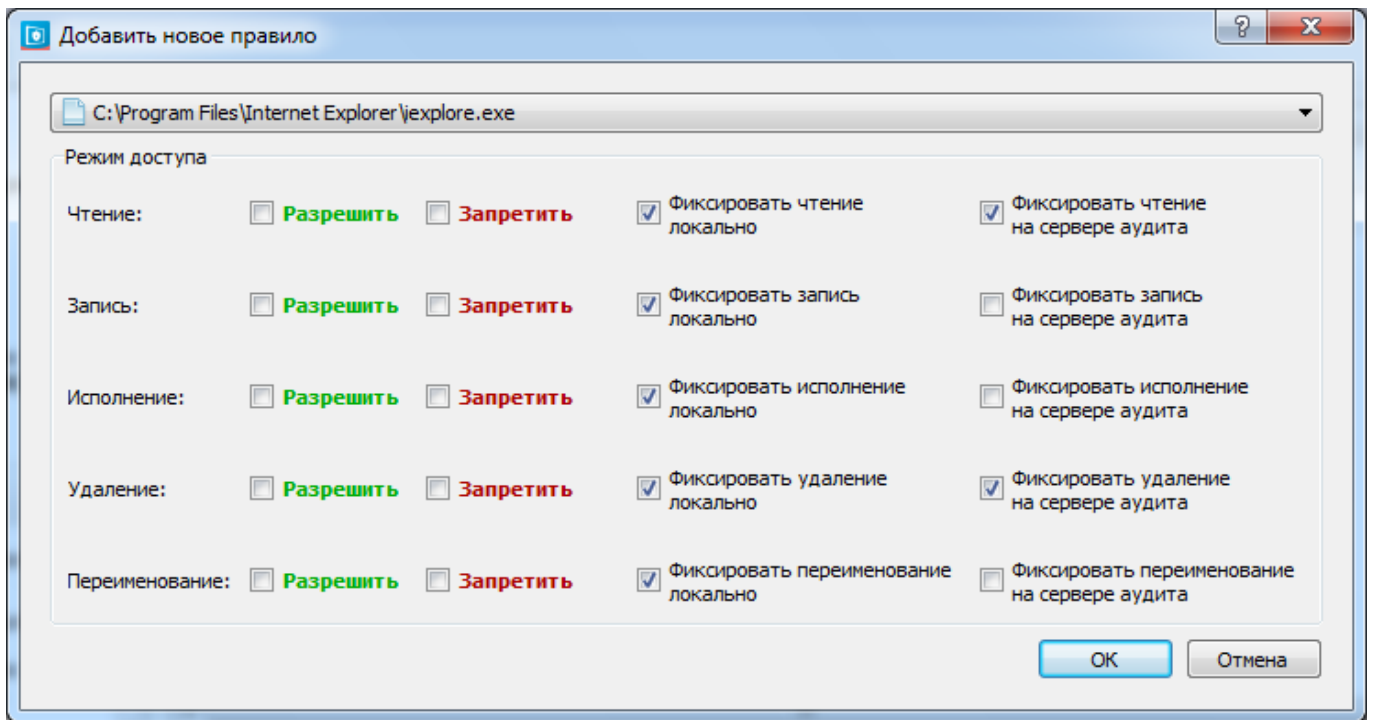 Добавить новое правило
C:\Program Files\Internet Explorer\iexplore.exe
Режим доступа
Чтение: Разрешить Запретить Фиксировать чтение локально Фиксировать чтение на сервере аудита
Запись: Разрешить Запретить Фиксировать запись локально Фиксировать запись на сервере аудита
Исполнение: Разрешить Запретить Фиксировать исполнение локально Фиксировать исполнение на сервере аудита
Удаление: Разрешить Запретить Фиксировать удаление локально Фиксировать удаление на сервере аудита
Переименование: Разрешить Запретить Фиксировать переименование локально Фиксировать переименование на сервере аудита
OK Отмена